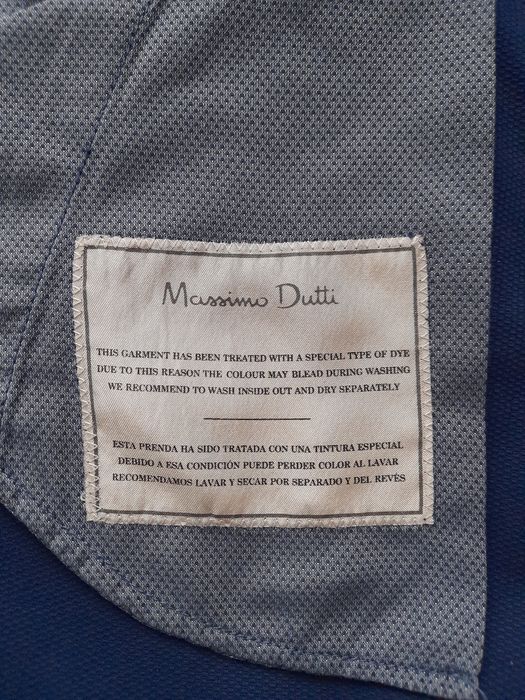 Massimo Dutti
THIS GARMENT HAS BEEN TREATED WITH A SPECIAL TYPE OF DYE
DUE TO THIS REASON THE COLOUR MAY BLEAD DURING WASHING
WE RECOMMEND TO WASH INSIDE OUT AND DRY SEPARATELY
ESTA PRENDA HA SIDO TRATADA CON UNA TINTURA ESPECIAL
DEBIDO A ESA CONDICIÓN PUEDE PERDER COLOR AL LAVAR
RECOMENDAMOS LAVAR Y SECAR POR SEPARADO Y DEL REVÉS